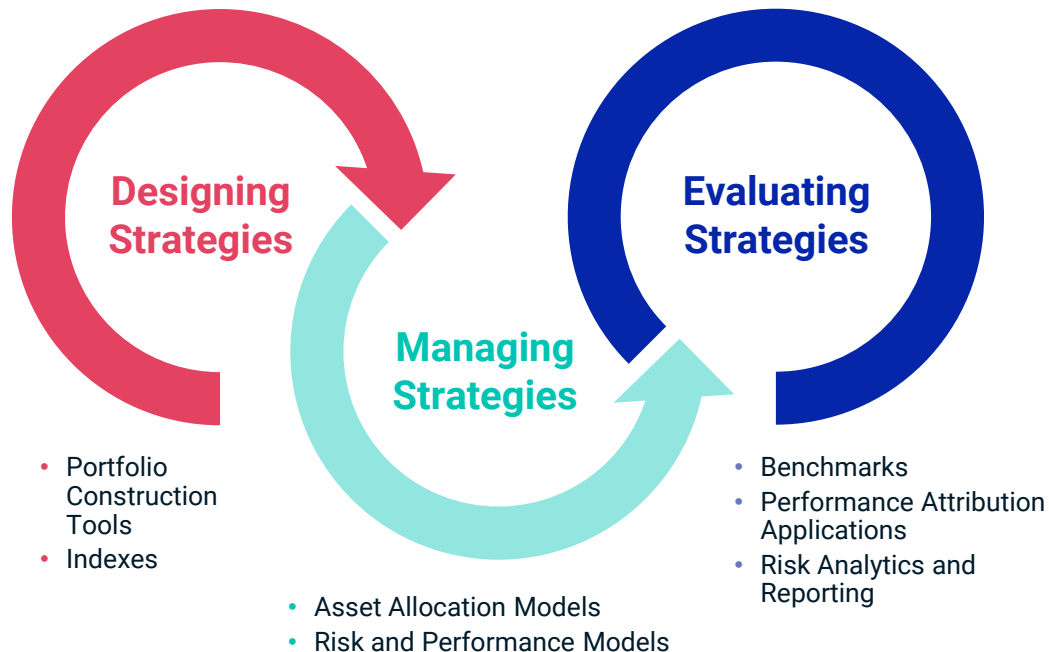 Designing
Strategies
• Portfolio
Construction
Tools
• Indexes
Managing
Strategies
• Asset Allocation Models
• Risk and Performance Models
Evaluating
Strategies
• Benchmarks
• Performance Attribution
Applications
• Risk Analytics and
Reporting